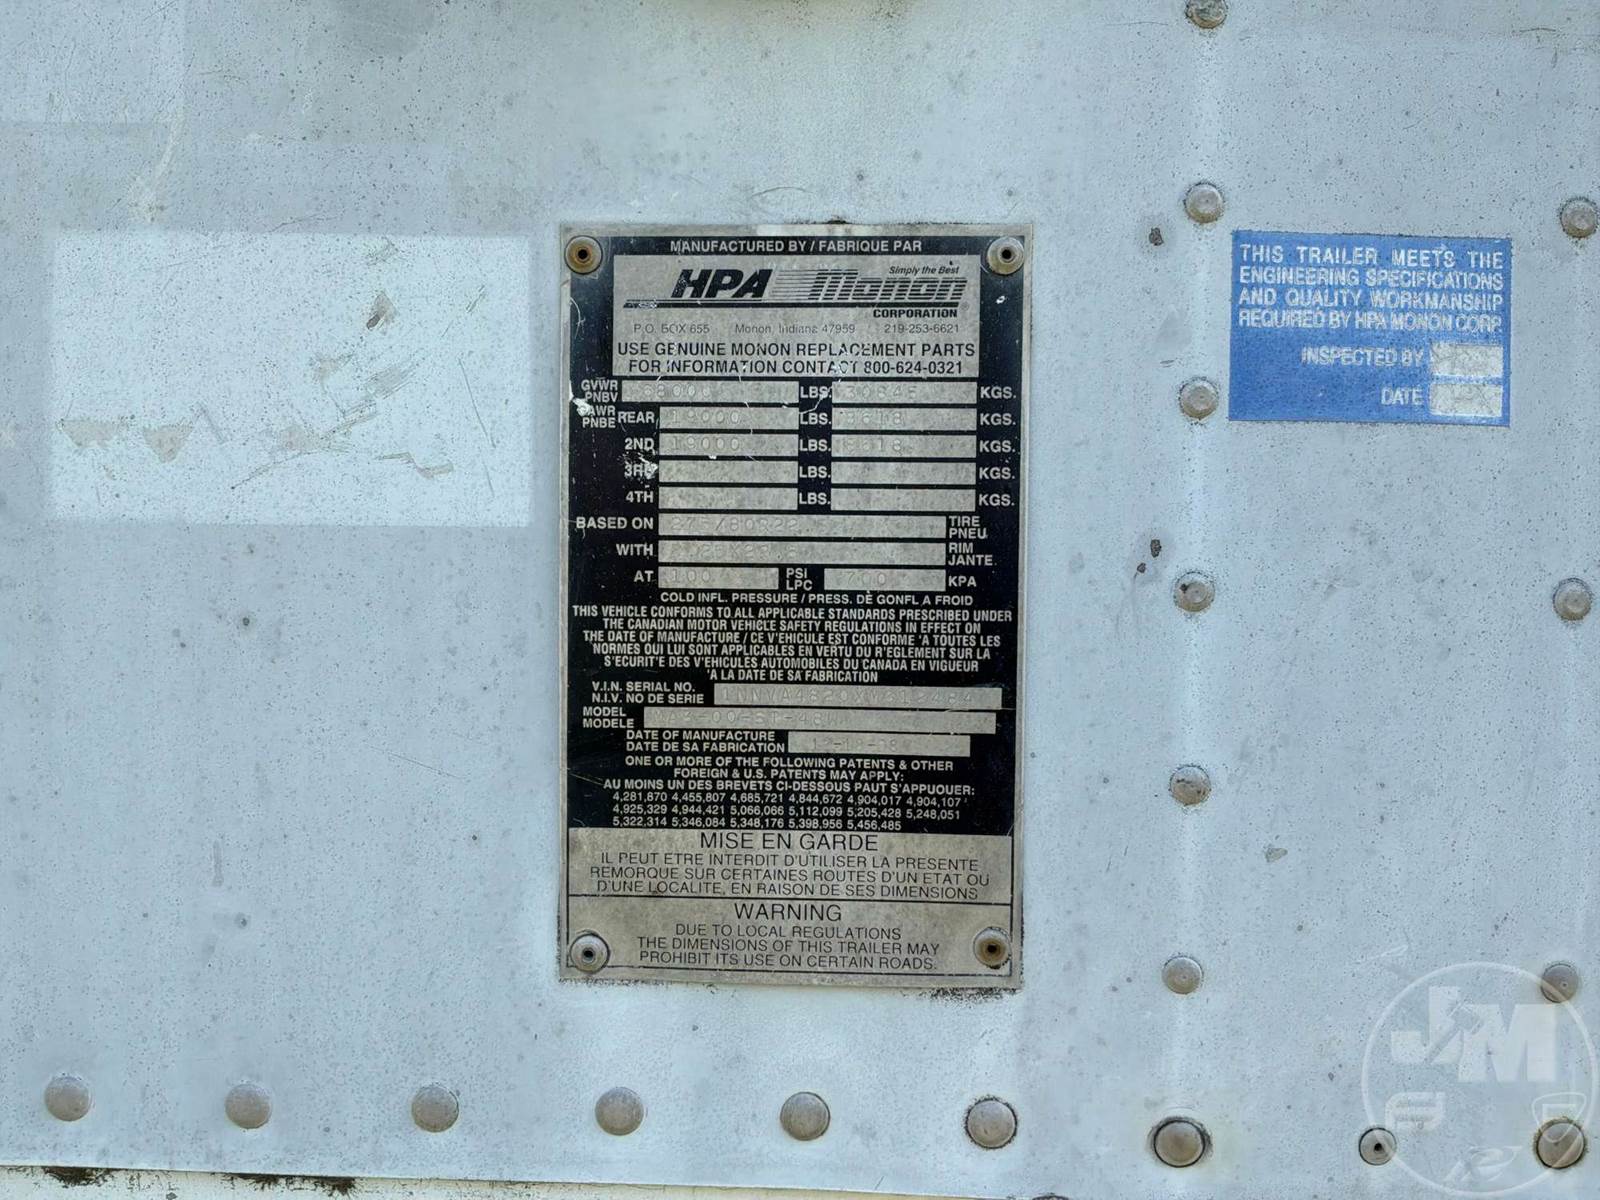 MANUFACTURED BY / FABRIQUE PAR
Simply the Best
HPA Monon
CORPORATION
P.O. BOX 655 Monon, Indiana 47959 219-253-6621
USE GENUINE MONON REPLACEMENT PARTS
FOR INFORMATION CONTACT 800-624-0321
GVWR
PNBV 68000 LBS. 30845 KGS.
GAWR
PNBE REAR 19000 LBS. 8618 KGS.
2ND 19000 LBS. 8618 KGS.
3RD LBS. KGS.
4TH LBS. KGS.
BASED ON 275/80R22.5 TIRE
PNEU
WITH RIM
JANTE
AT 100 PSI
LPC 700 KPA
COLD INFL. PRESSURE / PRESS. DE GONFL A FROID
THIS VEHICLE CONFORMS TO ALL APPLICABLE STANDARDS PRESCRIBED UNDER
THE CANADIAN MOTOR VEHICLE SAFETY REGULATIONS IN EFFECT ON
THE DATE OF MANUFACTURE / CE V'EHICULE EST CONFORME 'A TOUTES LES
NORMES OUI LUI SONT APPLICABLES EN VERTU DU R'EGLEMENT SUR LA
S'ECURIT'E DES V'EHICULES AUTOMOBILES DU CANADA EN VIGUEUR
'A LA DATE DE SA FABRICATION
V.I.N. SERIAL NO.
N.I.V. NO DE SERIE
MODEL
MODELE
DATE OF MANUFACTURE
DATE DE SA FABRICATION
ONE OR MORE OF THE FOLLOWING PATENTS & OTHER
FOREIGN & U.S. PATENTS MAY APPLY:
AU MOINS UN DES BREVETS CI-DESSOUS PAUT S'APPUOUER:
4,281,870 4,455,807 4,685,721 4,844,672 4,904,017 4,904,107
4,925,329 4,944,421 5,066,066 5,112,099 5,205,428 5,248,051
5,322,314 5,346,084 5,348,176 5,398,956 5,456,485
MISE EN GARDE
IL PEUT ETRE INTERDIT D'UTILISER LA PRESENTE
REMORQUE SUR CERTAINES ROUTES D'UN ETAT OU
D'UNE LOCALITE, EN RAISON DE SES DIMENSIONS
WARNING
DUE TO LOCAL REGULATIONS
THE DIMENSIONS OF THIS TRAILER MAY
PROHIBIT ITS USE ON CERTAIN ROADS.
THIS TRAILER MEETS THE
ENGINEERING SPECIFICATIONS
AND QUALITY WORKMANSHIP
REQUIRED BY HPA MONON CORP.
INSPECTED BY
DATE
JM